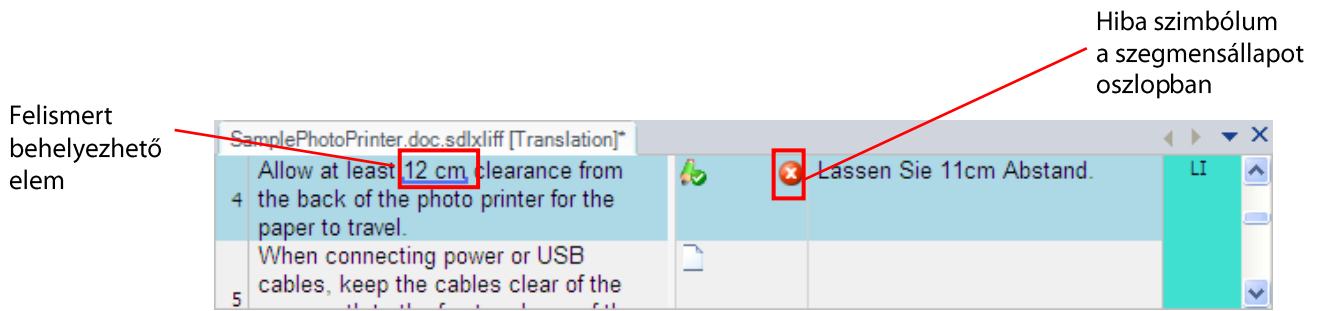 Hiba szimbólum
a szegmensállapot
oszlopban
Felismert
behelyezhető
elem
SamplePhotoPrinter.doc.sdlxliff [Translation]*
4
Allow at least 12 cm clearance from
the back of the photo printer for the
paper to travel.
Lassen Sie 11cm Abstand.
LI
5
When connecting power or USB
cables, keep the cables clear of the